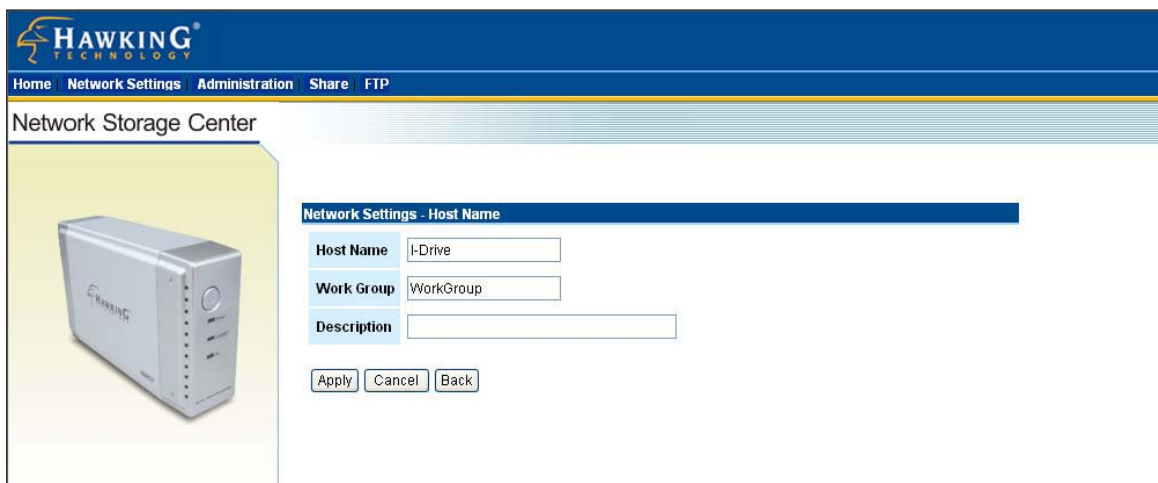 HAWKING®
TECHNOLOGY
Home Network Settings Administration Share FTP
Network Storage Center
HAWKING
Network Settings - Host Name
Host Name I-Drive
Work Group WorkGroup
Description
Apply Cancel Back